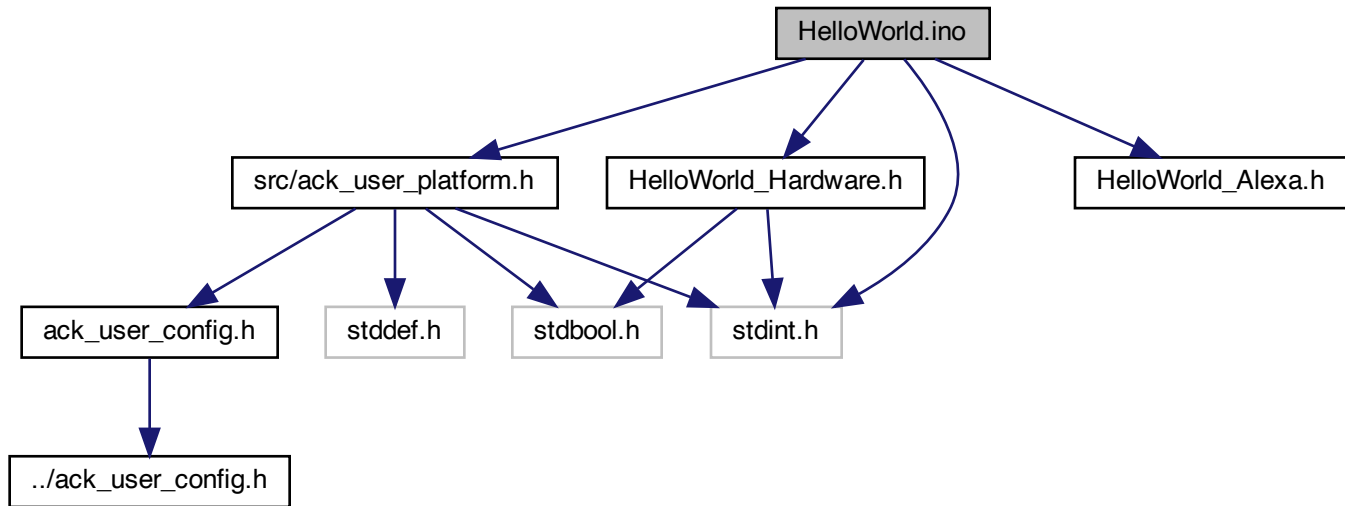 HelloWorld.ino
src/ack_user_platform.h
HelloWorld_Hardware.h
HelloWorld_Alexa.h
ack_user_config.h
stddef.h
stdbool.h
stdint.h
../ack_user_config.h